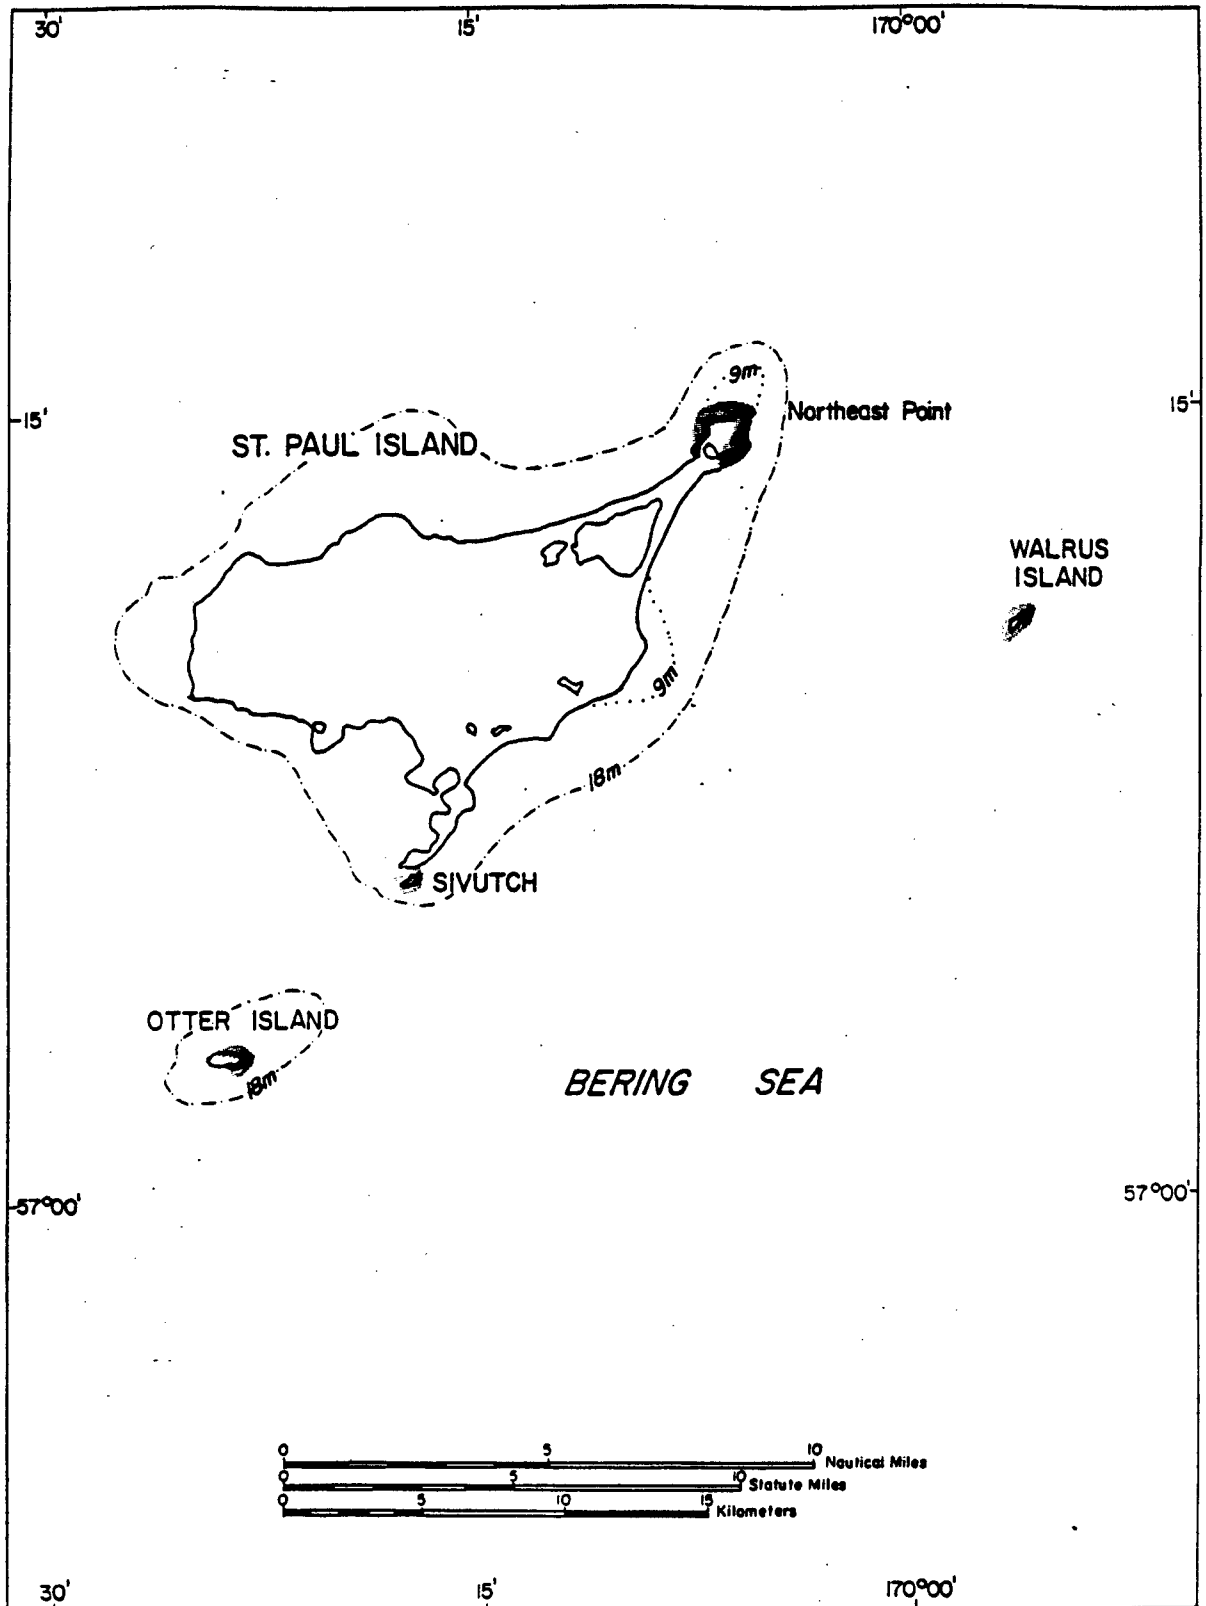 30' 15' 170°00'
9m
15' Northeast Point 15'
ST. PAUL ISLAND
WALRUS
ISLAND
9m
18m
SIVUTCH
OTTER ISLAND
18m
BERING SEA
57°00' 57°00'
0 5 10 Nautical Miles
0 5 10 Statute Miles
0 5 10 15 Kilometers
30' 15' 170°00'